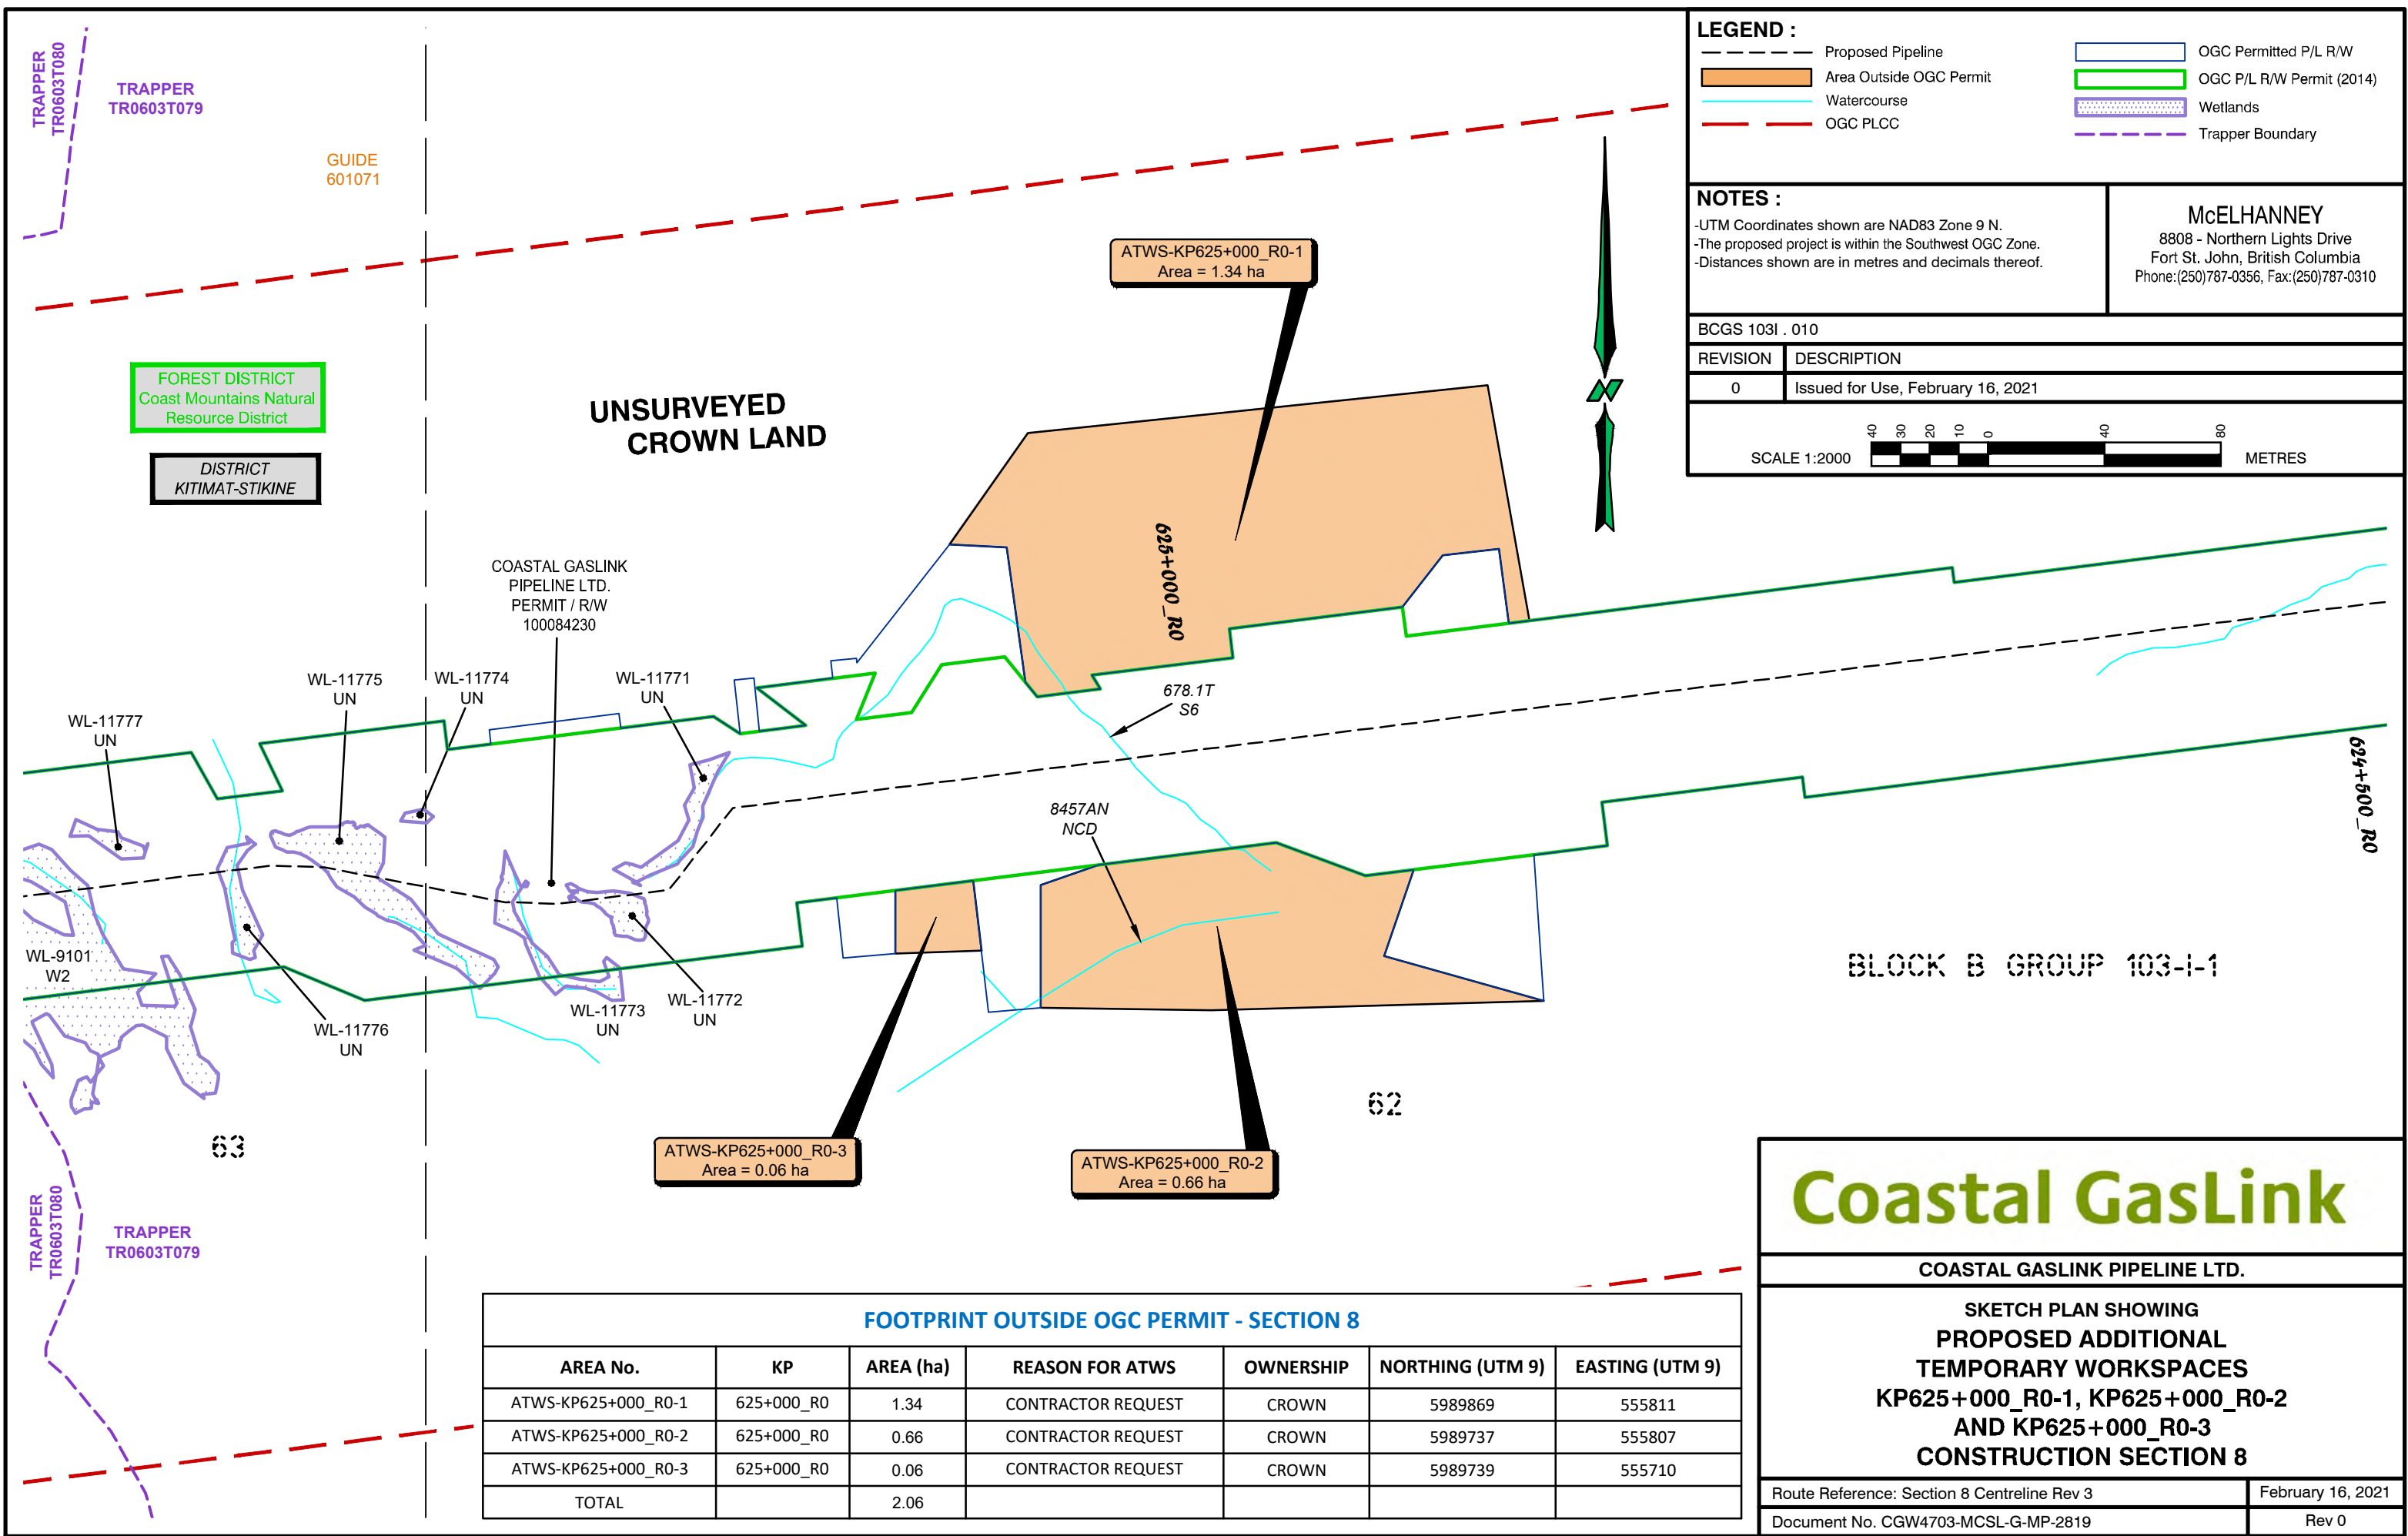 TRAPPER
TR0603T080
TRAPPER
TR0603T079
GUIDE
601071
FOREST DISTRICT
Coast Mountains Natural
Resource District
DISTRICT
KITIMAT-STIKINE
UNSURVEYED
CROWN LAND
ATWS-KP625+000_R0-1
Area = 1.34 ha
LEGEND :
Proposed Pipeline
Area Outside OGC Permit
Watercourse
OGC PLCC
OGC Permitted P/L R/W
OGC P/L R/W Permit (2014)
Wetlands
Trapper Boundary
NOTES :
-UTM Coordinates shown are NAD83 Zone 9 N.
-The proposed project is within the Southwest OGC Zone.
-Distances shown are in metres and decimals thereof.
McELHANNEY
8808 - Northern Lights Drive
Fort St. John, British Columbia
Phone:(250)787-0356, Fax:(250)787-0310
BCGS 103I . 010
REVISION DESCRIPTION
0 Issued for Use, February 16, 2021
SCALE 1:2000 40 30 20 10 0 40 80 METRES
N
COASTAL GASLINK
PIPELINE LTD.
PERMIT / R/W
100084230
625+000_R0
WL-11777
UN
WL-11775
UN
WL-11774
UN
WL-11771
UN
678.1T
S6
8457AN
NCD
624+500_R0
WL-9101
W2
WL-11776
UN
WL-11773
UN
WL-11772
UN
BLOCK B GROUP 103-I-1
63
62
ATWS-KP625+000_R0-3
Area = 0.06 ha
ATWS-KP625+000_R0-2
Area = 0.66 ha
TRAPPER
TR0603T080
TRAPPER
TR0603T079
FOOTPRINT OUTSIDE OGC PERMIT - SECTION 8
AREA No. KP AREA (ha) REASON FOR ATWS OWNERSHIP NORTHING (UTM 9) EASTING (UTM 9)
ATWS-KP625+000_R0-1 625+000_R0 1.34 CONTRACTOR REQUEST CROWN 5989869 555811
ATWS-KP625+000_R0-2 625+000_R0 0.66 CONTRACTOR REQUEST CROWN 5989737 555807
ATWS-KP625+000_R0-3 625+000_R0 0.06 CONTRACTOR REQUEST CROWN 5989739 555710
TOTAL 2.06
Coastal GasLink
COASTAL GASLINK PIPELINE LTD.
SKETCH PLAN SHOWING
PROPOSED ADDITIONAL
TEMPORARY WORKSPACES
KP625+000_R0-1, KP625+000_R0-2
AND KP625+000_R0-3
CONSTRUCTION SECTION 8
Route Reference: Section 8 Centreline Rev 3 February 16, 2021
Document No. CGW4703-MCSL-G-MP-2819 Rev 0